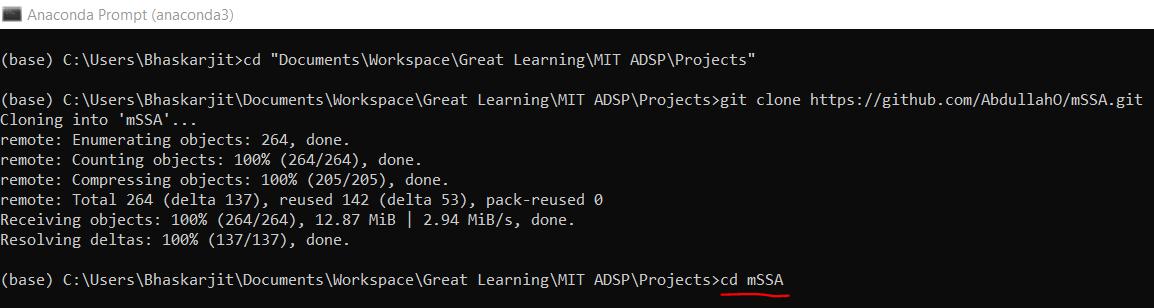 Anaconda Prompt (anaconda3)
(base) C:\Users\Bhaskarjit>cd "Documents\Workspace\Great Learning\MIT ADSP\Projects"
(base) C:\Users\Bhaskarjit\Documents\Workspace\Great Learning\MIT ADSP\Projects>git clone https://github.com/AbdullahO/mSSA.git
Cloning into 'mSSA'...
remote: Enumerating objects: 264, done.
remote: Counting objects: 100% (264/264), done.
remote: Compressing objects: 100% (205/205), done.
remote: Total 264 (delta 137), reused 142 (delta 53), pack-reused 0
Receiving objects: 100% (264/264), 12.87 MiB | 2.94 MiB/s, done.
Resolving deltas: 100% (137/137), done.
(base) C:\Users\Bhaskarjit\Documents\Workspace\Great Learning\MIT ADSP\Projects>cd mSSA